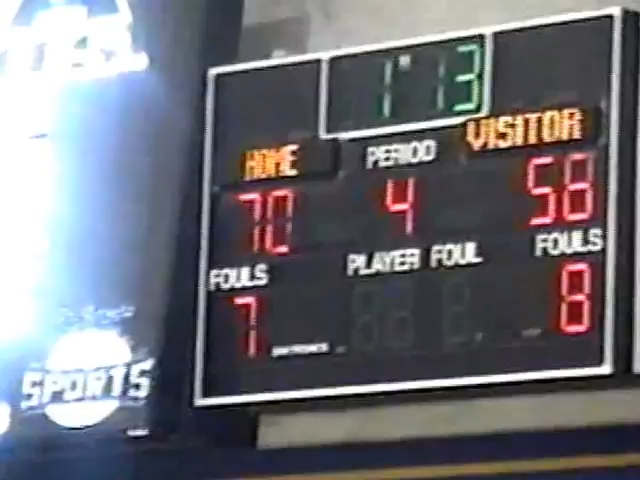 1:13
HOME PERIOD VISITOR
70 4 58
FOULS PLAYER FOUL FOULS
7 8
SPORTS